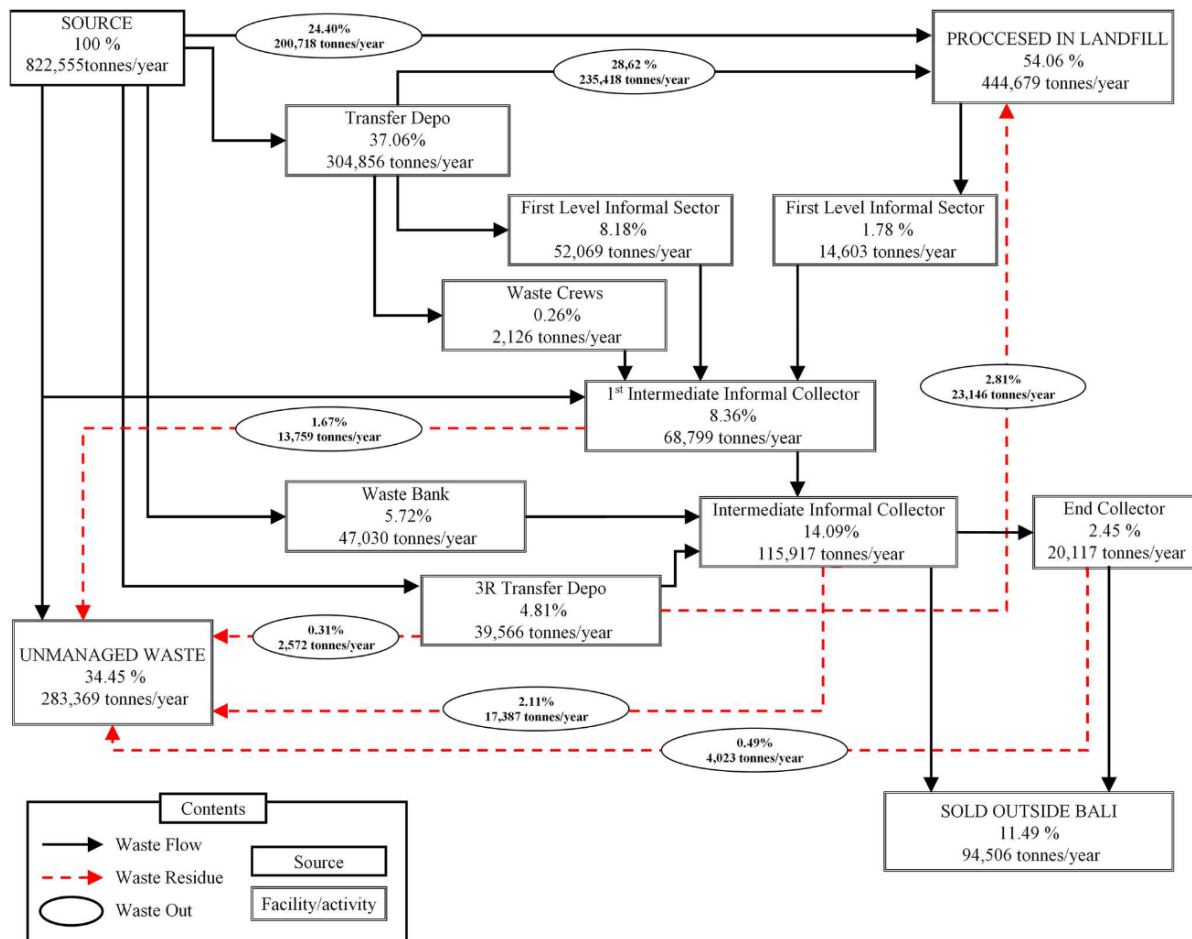 SOURCE
100 %
822,555tonnes/year
24.40%
200,718 tonnes/year
PROCCESED IN LANDFILL
54.06 %
444,679 tonnes/year
28,62 %
235,418 tonnes/year
Transfer Depo
37.06%
304,856 tonnes/year
First Level Informal Sector
8.18%
52,069 tonnes/year
First Level Informal Sector
1.78 %
14,603 tonnes/year
Waste Crews
0.26%
2,126 tonnes/year
2.81%
23,146 tonnes/year
1st Intermediate Informal Collector
8.36%
68,799 tonnes/year
1.67%
13,759 tonnes/year
Waste Bank
5.72%
47,030 tonnes/year
Intermediate Informal Collector
14.09%
115,917 tonnes/year
End Collector
2.45 %
20,117 tonnes/year
3R Transfer Depo
4.81%
39,566 tonnes/year
0.31%
2,572 tonnes/year
UNMANAGED WASTE
34.45 %
283,369 tonnes/year
2.11%
17,387 tonnes/year
0.49%
4,023 tonnes/year
SOLD OUTSIDE BALI
11.49 %
94,506 tonnes/year
Contents
Waste Flow
Waste Residue
Waste Out
Source
Facility/activity